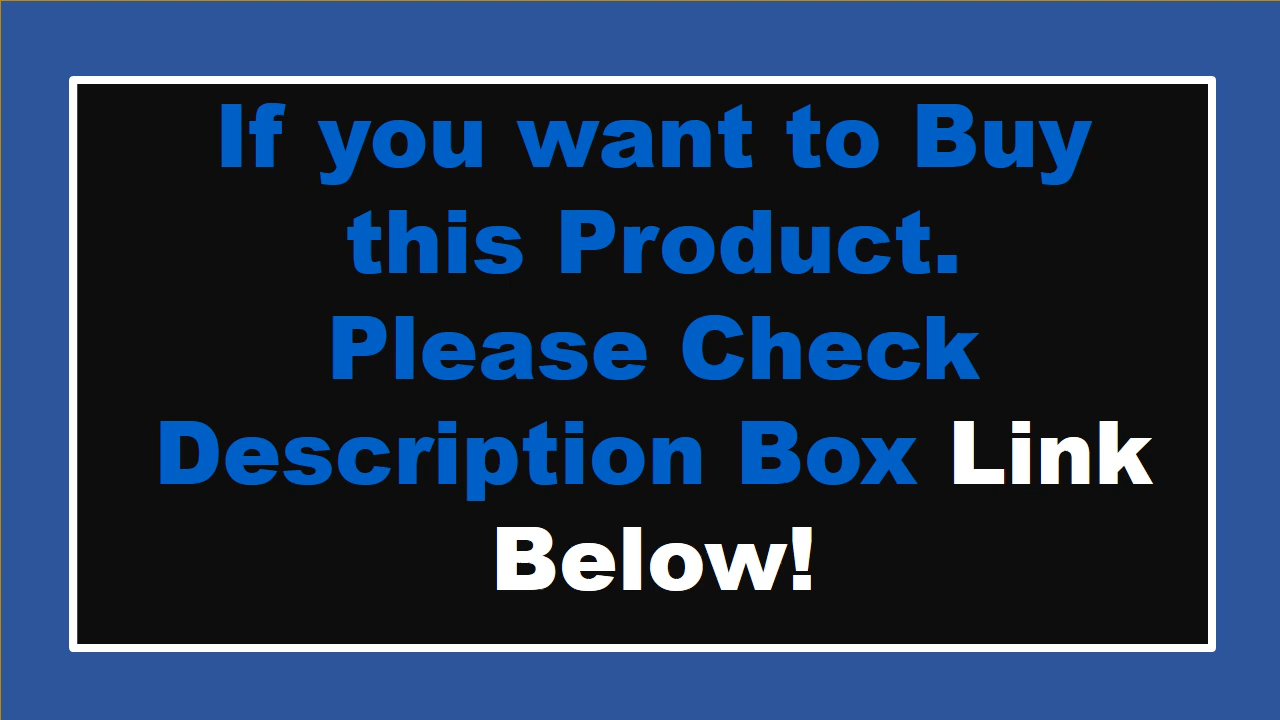 If you want to Buy
this Product.
Please Check
Description Box Link
Below!